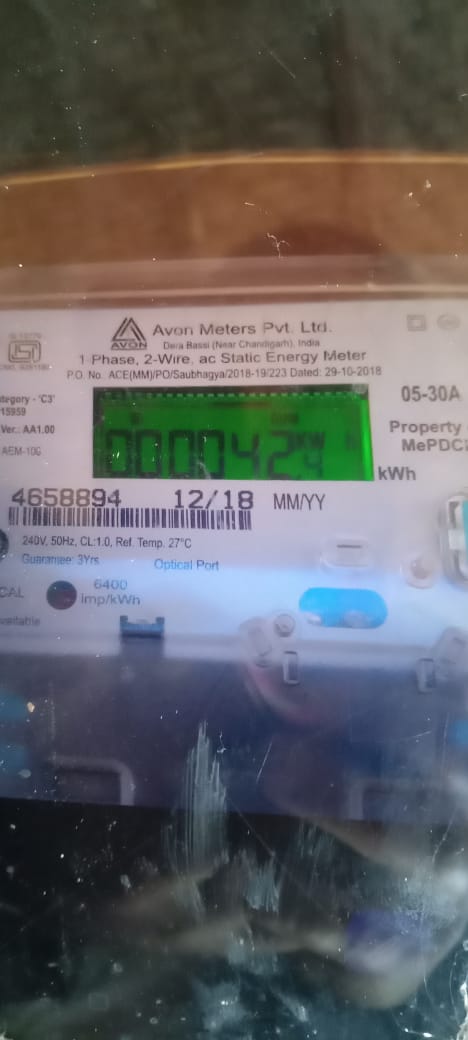 Avon Meters Pvt. Ltd.
AVON
Dera Bassi (Near Chandigarh), India
1-Phase, 2-Wire, ac Static Energy Meter
P.O. No. ACE(MM)/PO/Saubhagya/2018-19/223 Dated: 29-10-2018
tegory - 'C3'
15959
Ver.: AA1.00
AEM-100
05-30A
Property
MePDC
kWh
4658894 12/18 MM/YY
240V, 50Hz, CL:1.0, Ref. Temp. 27°C
Guarantee: 3Yrs
Optical Port
CAL
6400
imp/kWh
vailable